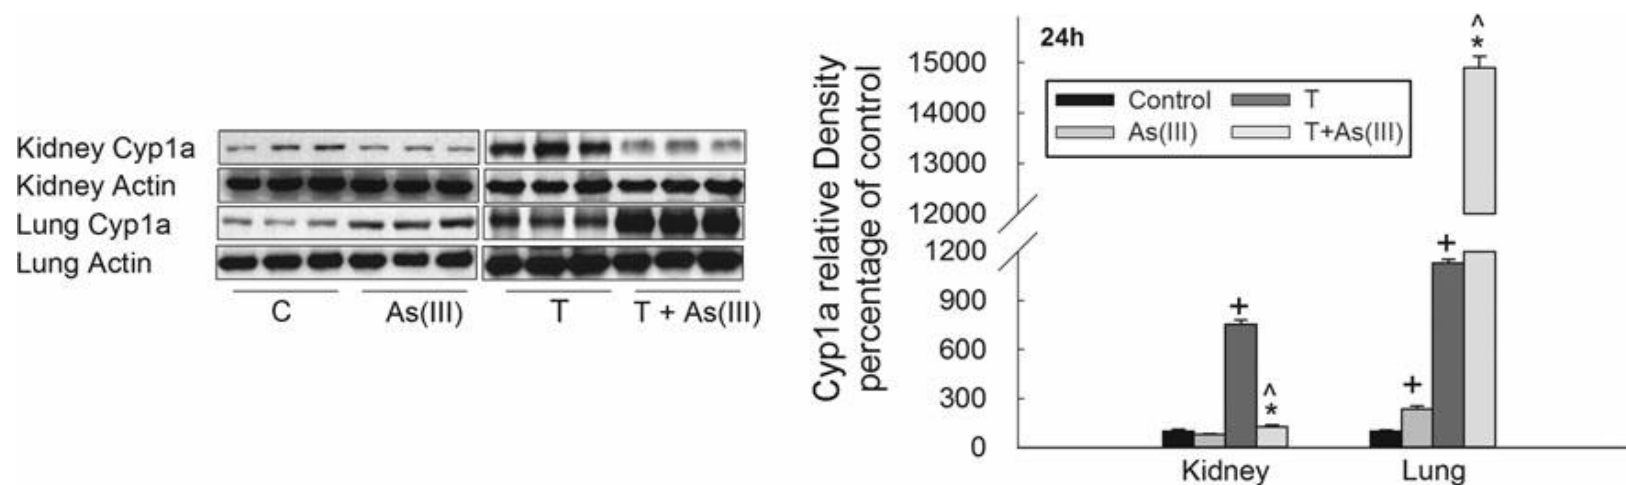 Kidney Cyp1a
Kidney Actin
Lung Cyp1a
Lung Actin
C As(III) T T + As(III)
Cyp1a relative Density
percentage of control
24h
Control T
As(III) T+As(III)
15000
14000
13000
12000
1200
900
600
300
0
+
^
*
+
+
^
*
Kidney Lung